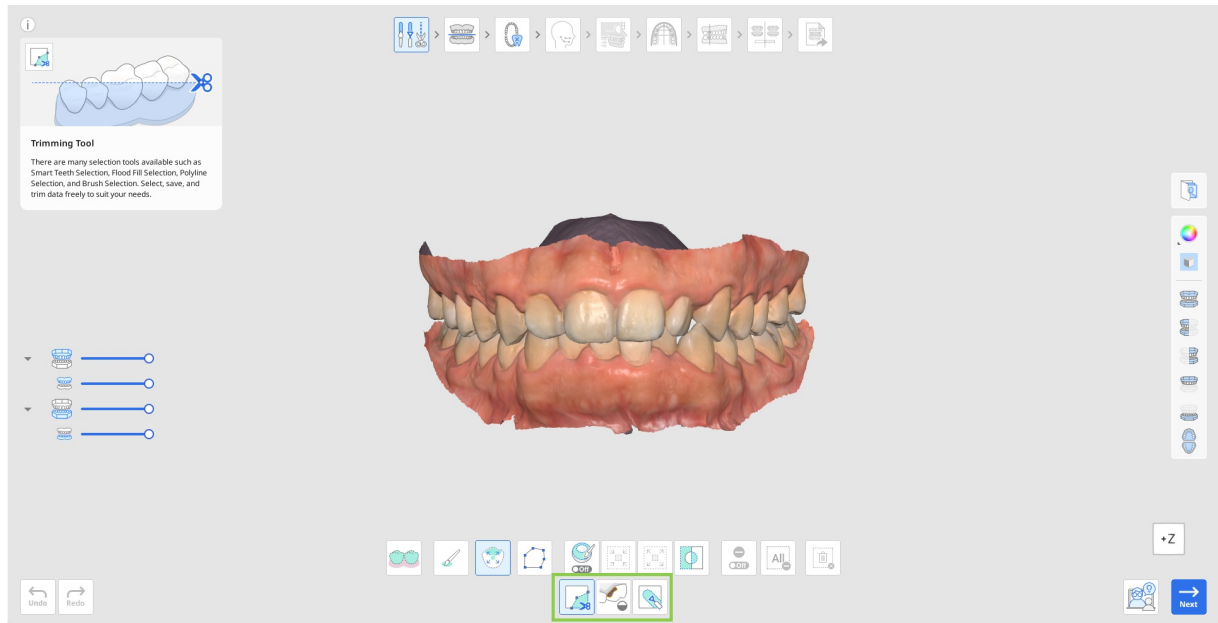 i
Trimming Tool
There are many selection tools available such as
Smart Teeth Selection, Flood Fill Selection, Polyline
Selection, and Brush Selection. Select, save, and
trim data freely to suit your needs.
+Z
Off
Off
All
Undo
Redo
Next